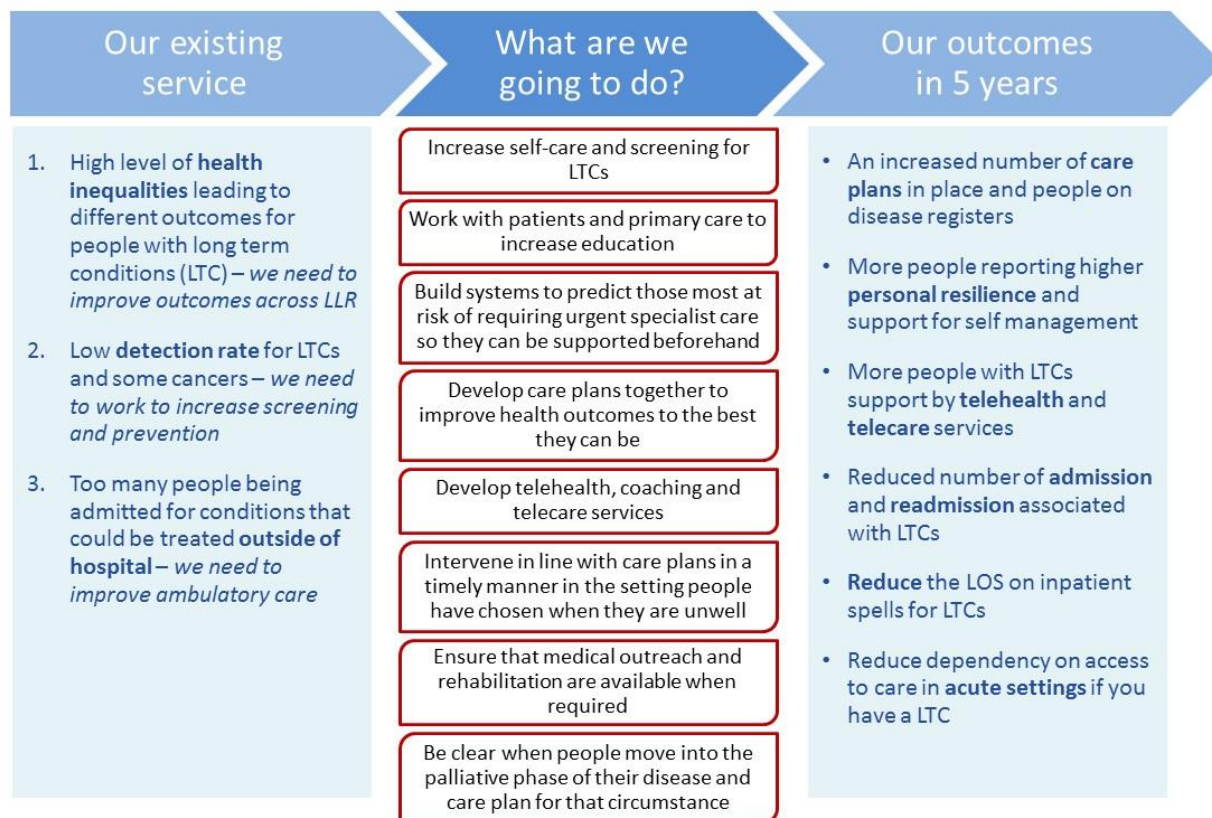 Our existing
service
What are we
going to do?
Our outcomes
in 5 years
1. High level of health
inequalities leading to
different outcomes for
people with long term
conditions (LTC) – we need to
improve outcomes across LLR
2. Low detection rate for LTCs
and some cancers – we need
to work to increase screening
and prevention
3. Too many people being
admitted for conditions that
could be treated outside of
hospital – we need to
improve ambulatory care
Increase self-care and screening for
LTCs
Work with patients and primary care to
increase education
Build systems to predict those most at
risk of requiring urgent specialist care
so they can be supported beforehand
Develop care plans together to
improve health outcomes to the best
they can be
Develop telehealth, coaching and
telecare services
Intervene in line with care plans in a
timely manner in the setting people
have chosen when they are unwell
Ensure that medical outreach and
rehabilitation are available when
required
Be clear when people move into the
palliative phase of their disease and
care plan for that circumstance
• An increased number of care
plans in place and people on
disease registers
• More people reporting higher
personal resilience and
support for self management
• More people with LTCs
support by telehealth and
telecare services
• Reduced number of admission
and readmission associated
with LTCs
• Reduce the LOS on inpatient
spells for LTCs
• Reduce dependency on access
to care in acute settings if you
have a LTC